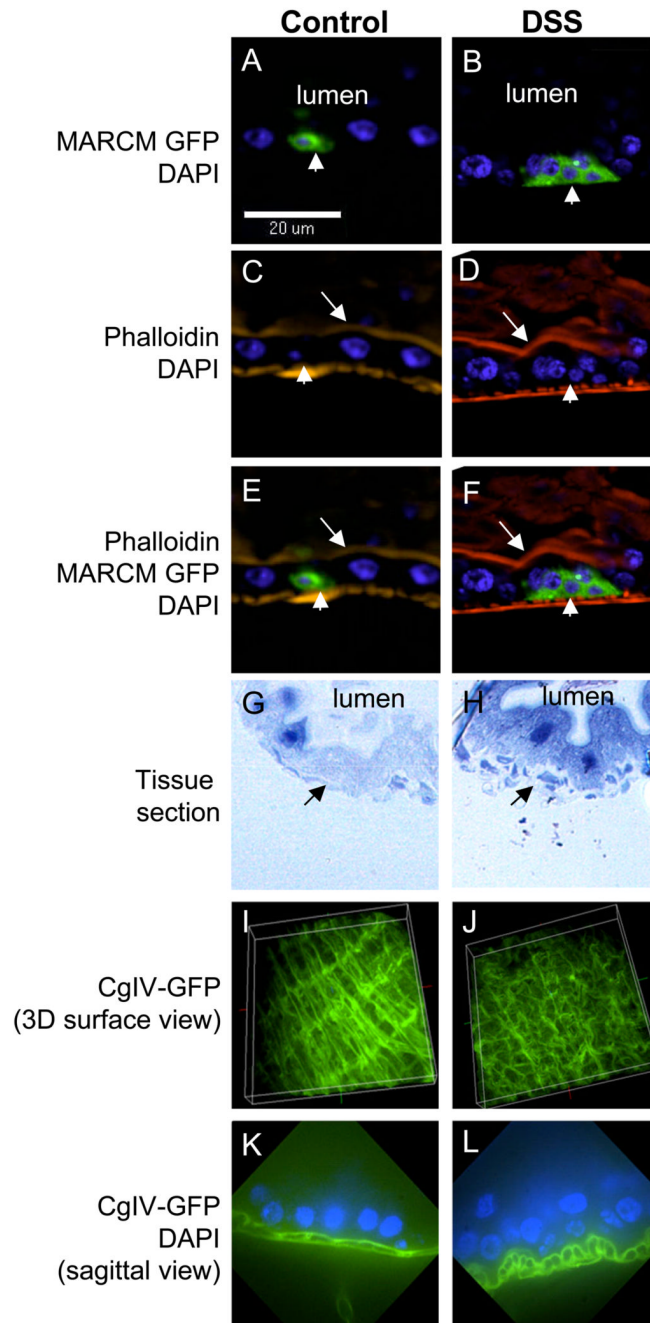 Control
DSS
A
lumen
B
lumen
MARCM GFP
DAPI
20 um
C
D
Phalloidin
DAPI
E
F
Phalloidin
MARCM GFP
DAPI
G
lumen
H
lumen
Tissue
section
I
J
CgIV-GFP
(3D surface view)
K
L
CgIV-GFP
DAPI
(sagittal view)